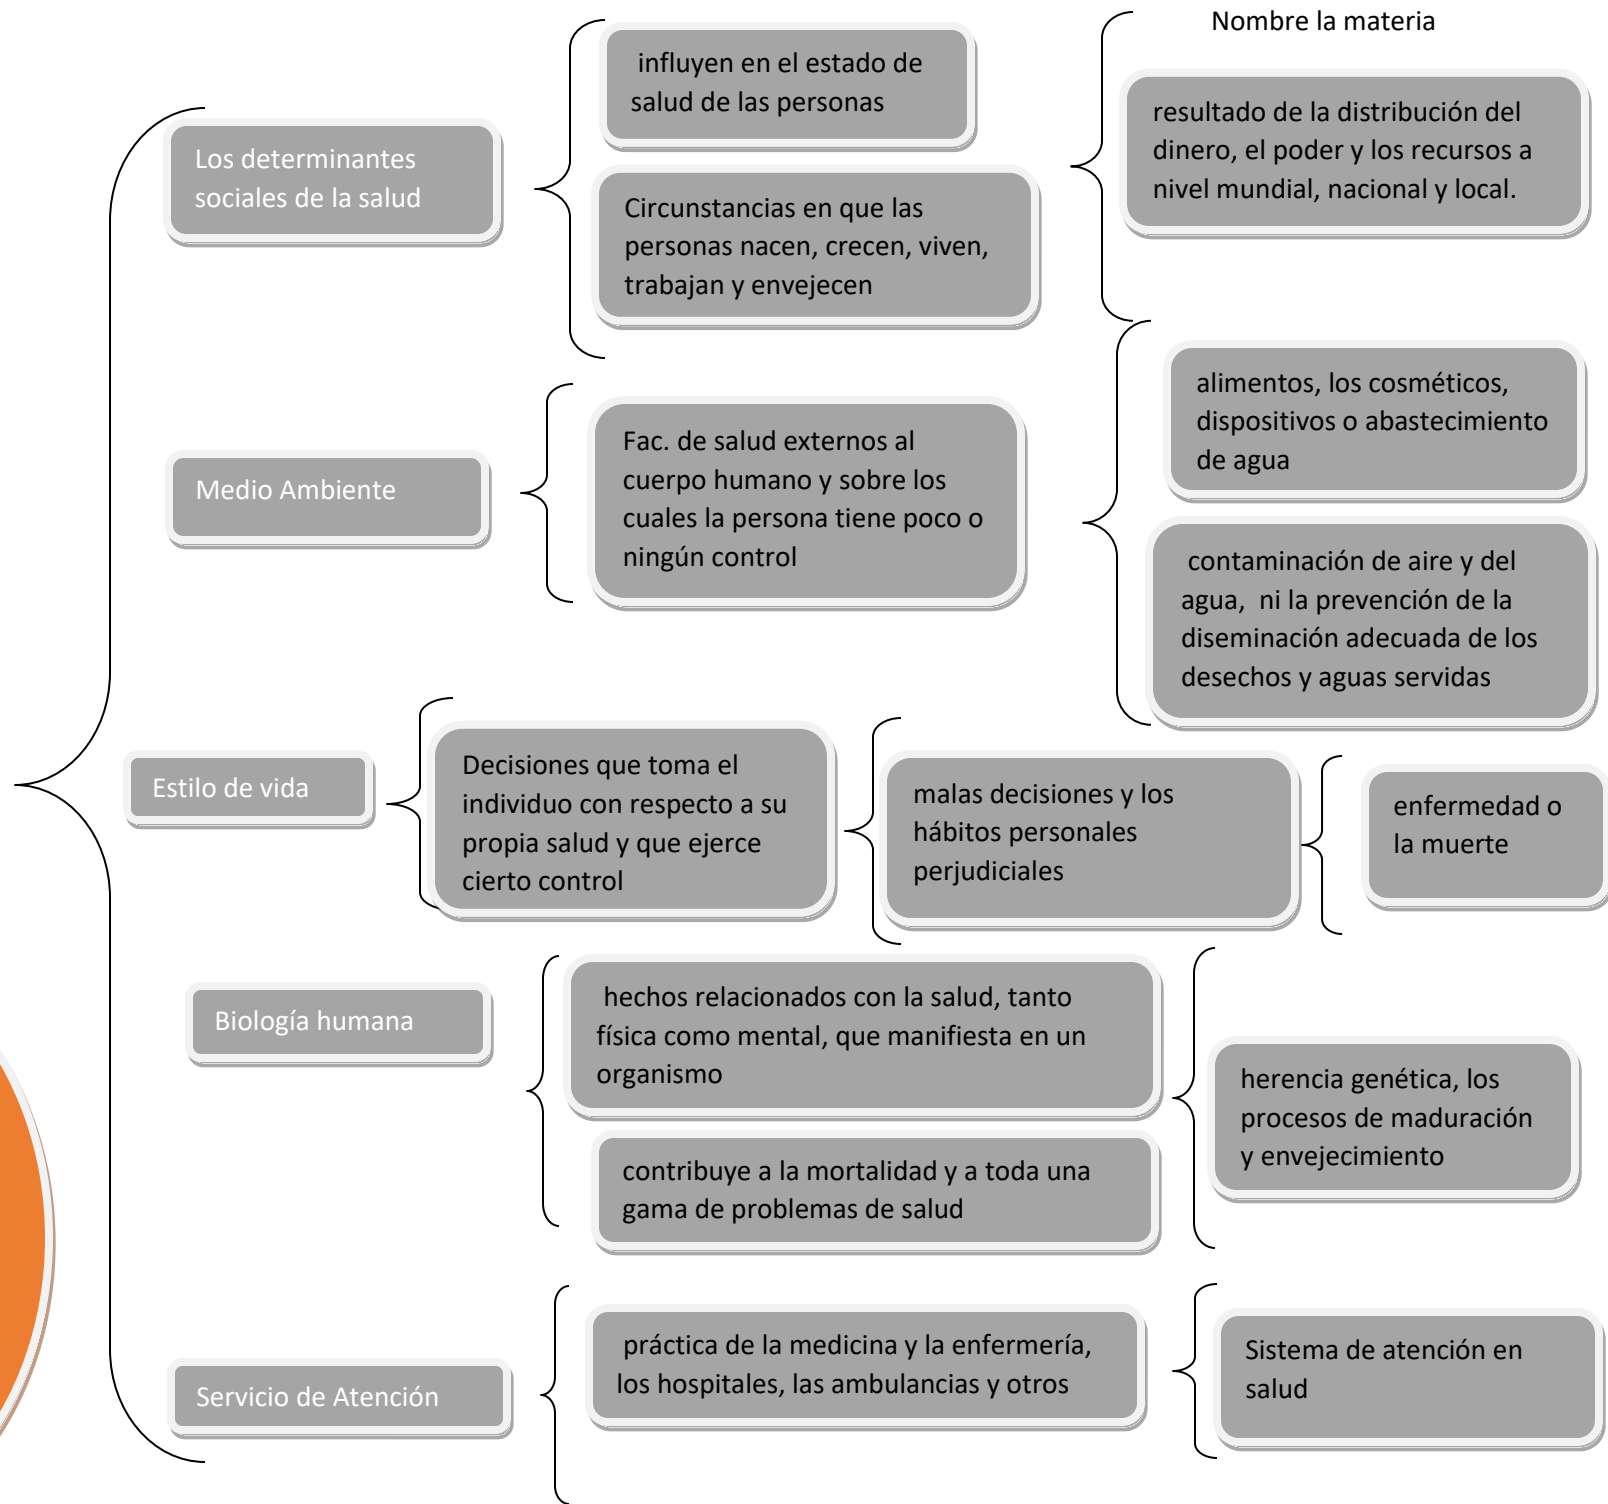 Nombre la materia
Los determinantes
sociales de la salud
influyen en el estado de
salud de las personas
Circunstancias en que las
personas nacen, crecen, viven,
trabajan y envejecen
resultado de la distribución del
dinero, el poder y los recursos a
nivel mundial, nacional y local.
Medio Ambiente
Fac. de salud externos al
cuerpo humano y sobre los
cuales la persona tiene poco o
ningún control
alimentos, los cosméticos,
dispositivos o abastecimiento
de agua
contaminación de aire y del
agua, ni la prevención de la
diseminación adecuada de los
desechos y aguas servidas
Estilo de vida
Decisiones que toma el
individuo con respecto a su
propia salud y que ejerce
cierto control
malas decisiones y los
hábitos personales
perjudiciales
enfermedad o
la muerte
Biología humana
hechos relacionados con la salud, tanto
física como mental, que manifiesta en un
organismo
contribuye a la mortalidad y a toda una
gama de problemas de salud
herencia genética, los
procesos de maduración
y envejecimiento
Servicio de Atención
práctica de la medicina y la enfermería,
los hospitales, las ambulancias y otros
Sistema de atención en
salud